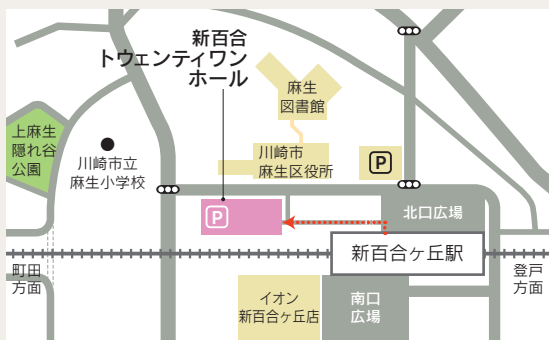 新百合
トウェンティワン
ホール
麻生
図書館
上麻生
隠れ谷
公園
川崎市立
麻生小学校
川崎市
麻生区役所
P
P
北口広場
新百合ヶ丘駅
町田
方面
登戸
方面
イオン
新百合ヶ丘店
南口
広場